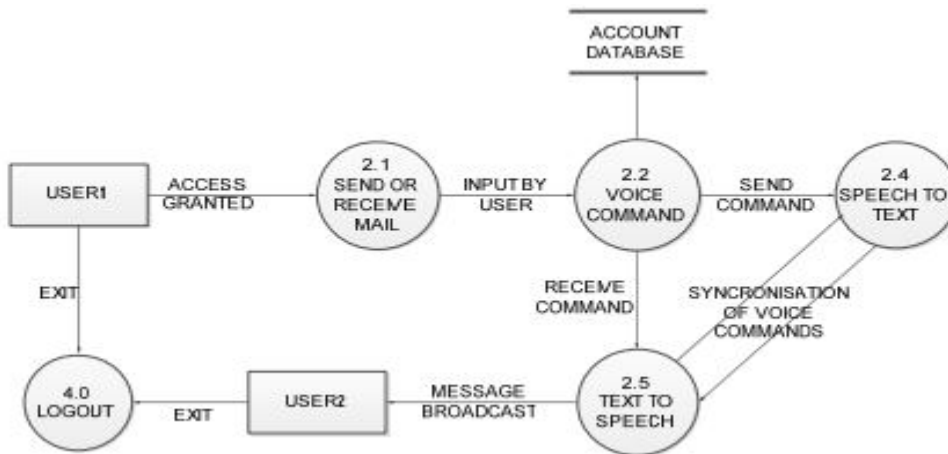 ACCOUNT
DATABASE
USER1
ACCESS
GRANTED
2.1
SEND OR
RECEIVE
MAIL
INPUT BY
USER
2.2
VOICE
COMMAND
SEND
COMMAND
2.4
SPEECH TO
TEXT
EXIT
RECEIVE
COMMAND
SYNCRONISATION
OF VOICE
COMMANDS
4.0
LOGOUT
EXIT
USER2
MESSAGE
BROADCAST
2.5
TEXT TO
SPEECH